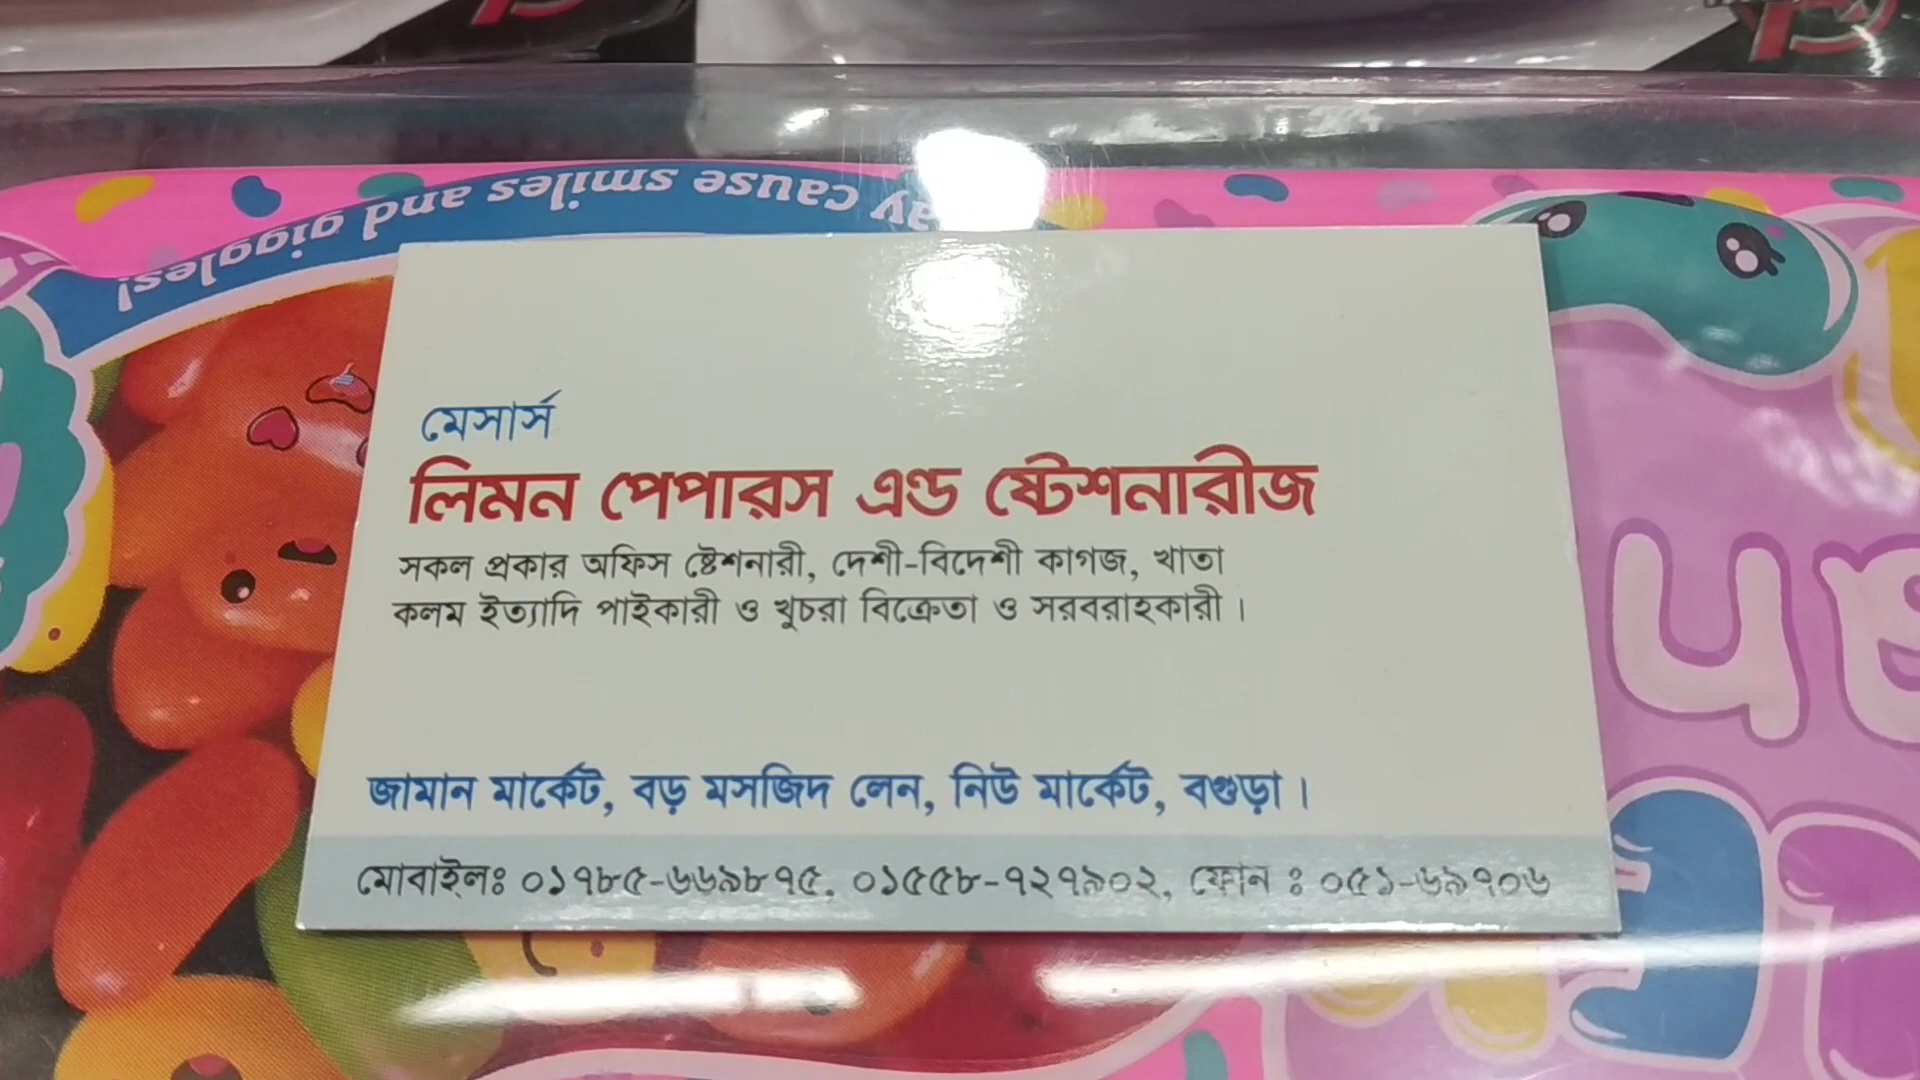 ay cause smiles and giggles!
মেসার্স
লিমন পেপারস এণ্ড ষ্টেশনারীজ
সকল প্রকার অফিস ষ্টেশনারী, দেশী-বিদেশী কাগজ, খাতা
কলম ইত্যাদি পাইকারী ও খুচরা বিক্রেতা ও সরবরাহকারী।
জামান মার্কেট, বড় মসজিদ লেন, নিউ মার্কেট, বগুড়া।
মোবাইলঃ ০১৭৮৫-৬৬৯৮৭৫, ০১৫৫৮-৭২৭৯০২, ফোন : ০৫১-৬৯৭০৬